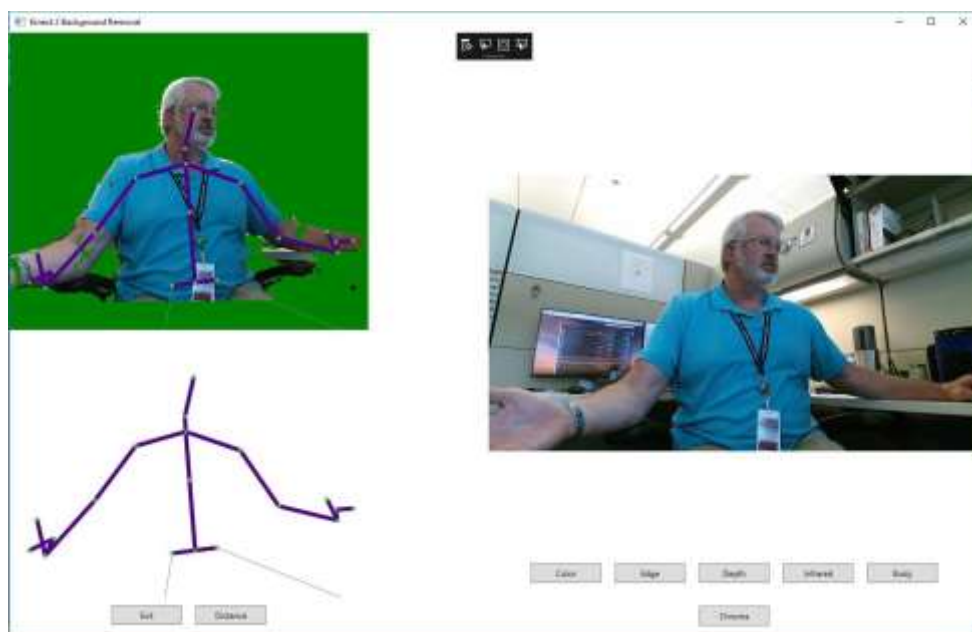 Kinect 2 Background Removal
Color Edge Depth Infrared Body
Exit Distance Chroma